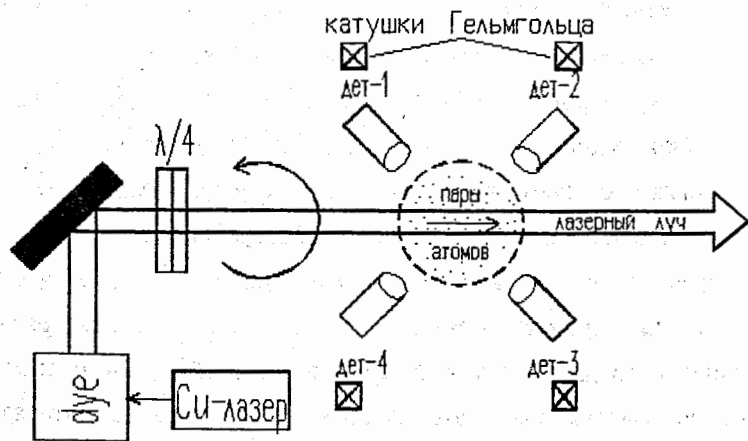 катушки Гельмгольца
дет-1
дет-2
λ/4
пары
лазерный луч
атомов
дет-4
дет-3
dye
Cu-лазер